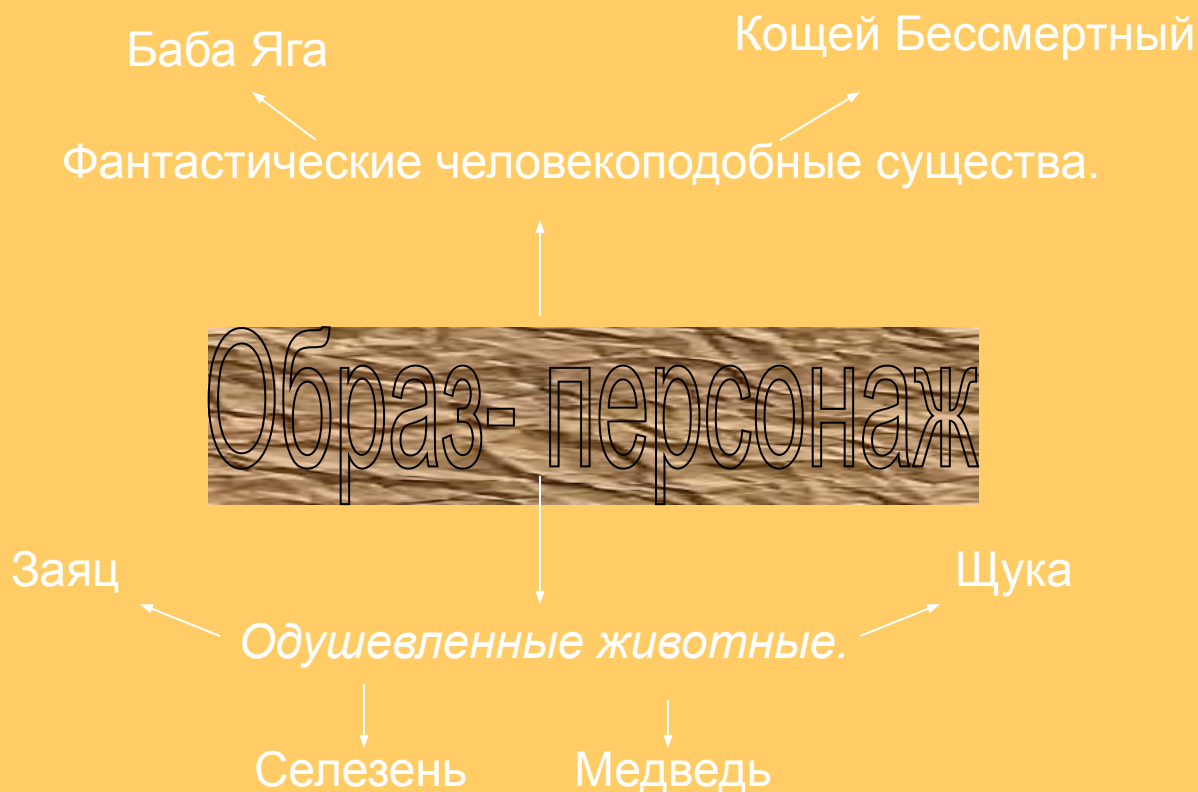 Баба Яга
Кощей Бессмертный
Фантастические человекоподобные существа.
Образ- персонаж
Заяц
Щука
Одушевленные животные.
Селезень
Медведь